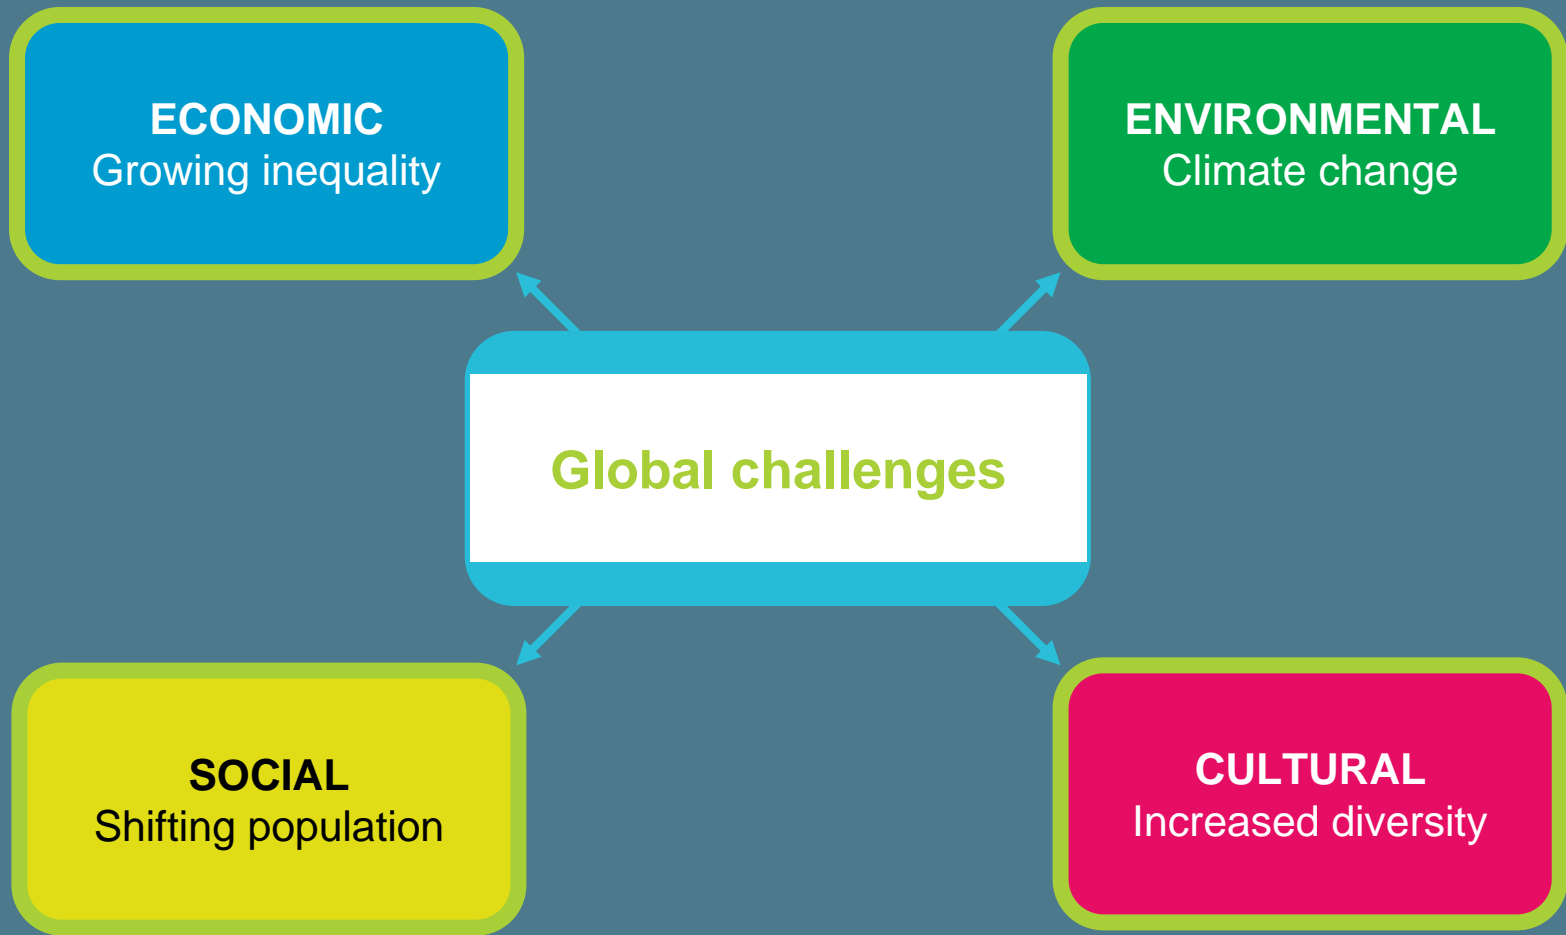 ECONOMIC
Growing inequality
ENVIRONMENTAL
Climate change
Global challenges
SOCIAL
Shifting population
CULTURAL
Increased diversity